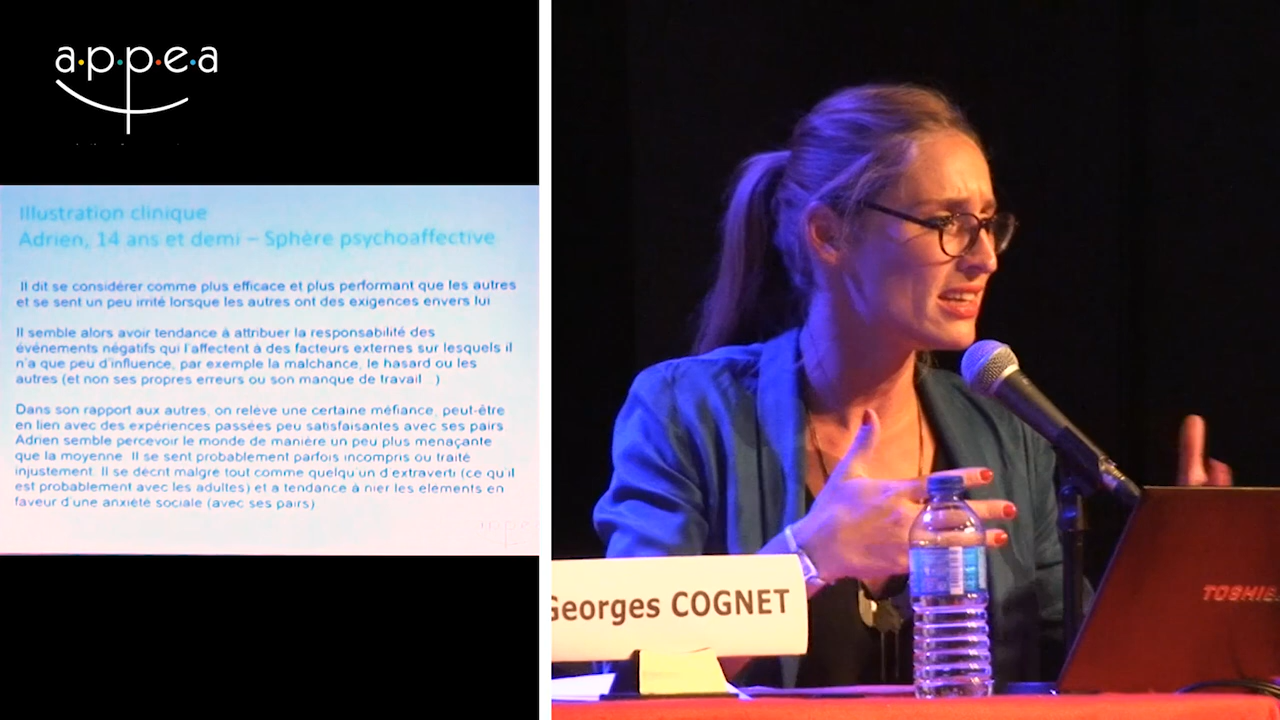 a·p·p·e·a
Illustration clinique
Adrien, 14 ans et demi – Sphère psychoaffective
Il dit se considérer comme plus efficace et plus performant que les autres
et se sent un peu irrité lorsque les autres ont des exigences envers lui
Il semble alors avoir tendance à attribuer la responsabilité des
événements négatifs qui l'affectent à des facteurs externes sur lesquels il
n'a que peu d'influence, par exemple la malchance, le hasard ou les
autres (et non ses propres erreurs ou son manque de travail )
Dans son rapport aux autres, on relève une certaine méfiance, peut-être
en lien avec des expériences passées peu satisfaisantes avec ses pairs
Adrien semble percevoir le monde de manière un peu plus menaçante
que la moyenne. Il se sent probablement parfois incompris ou traité
injustement. Il se décrit malgré tout comme quelqu'un d'extraverti (ce qu'il
est probablement avec les adultes) et a tendance à nier les éléments en
faveur d'une anxiété sociale (avec ses pairs)
Georges COGNET
TOSHIB